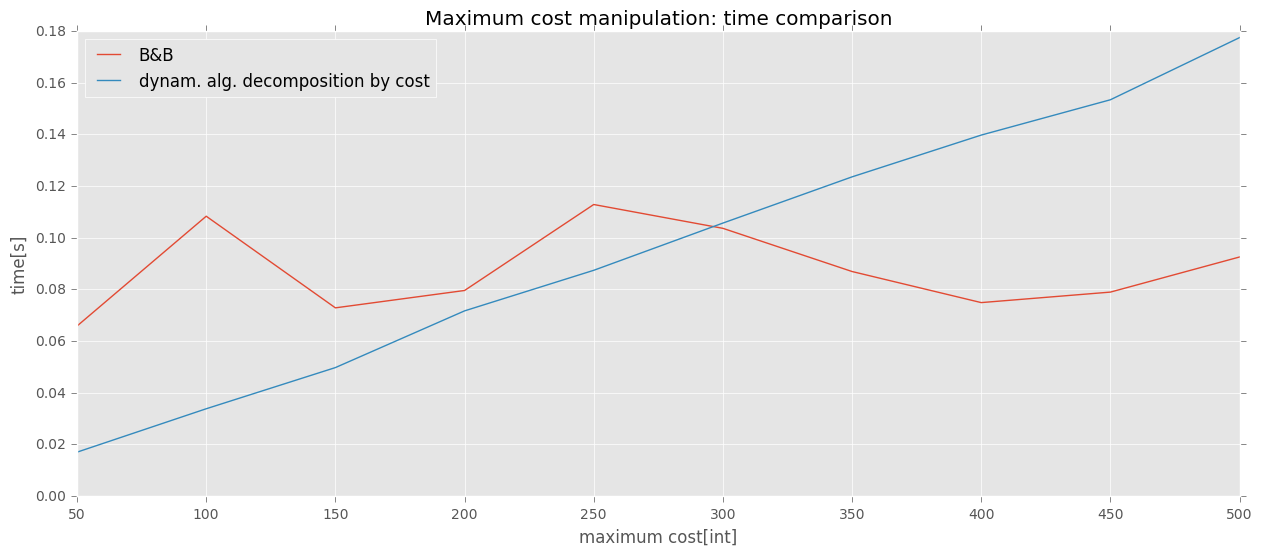 Maximum cost manipulation: time comparison
B&B
dynam. alg. decomposition by cost
0.18
0.16
0.14
0.12
0.10
0.08
0.06
0.04
0.02
0.00
time[s]
50 100 150 200 250 300 350 400 450 500
maximum cost[int]